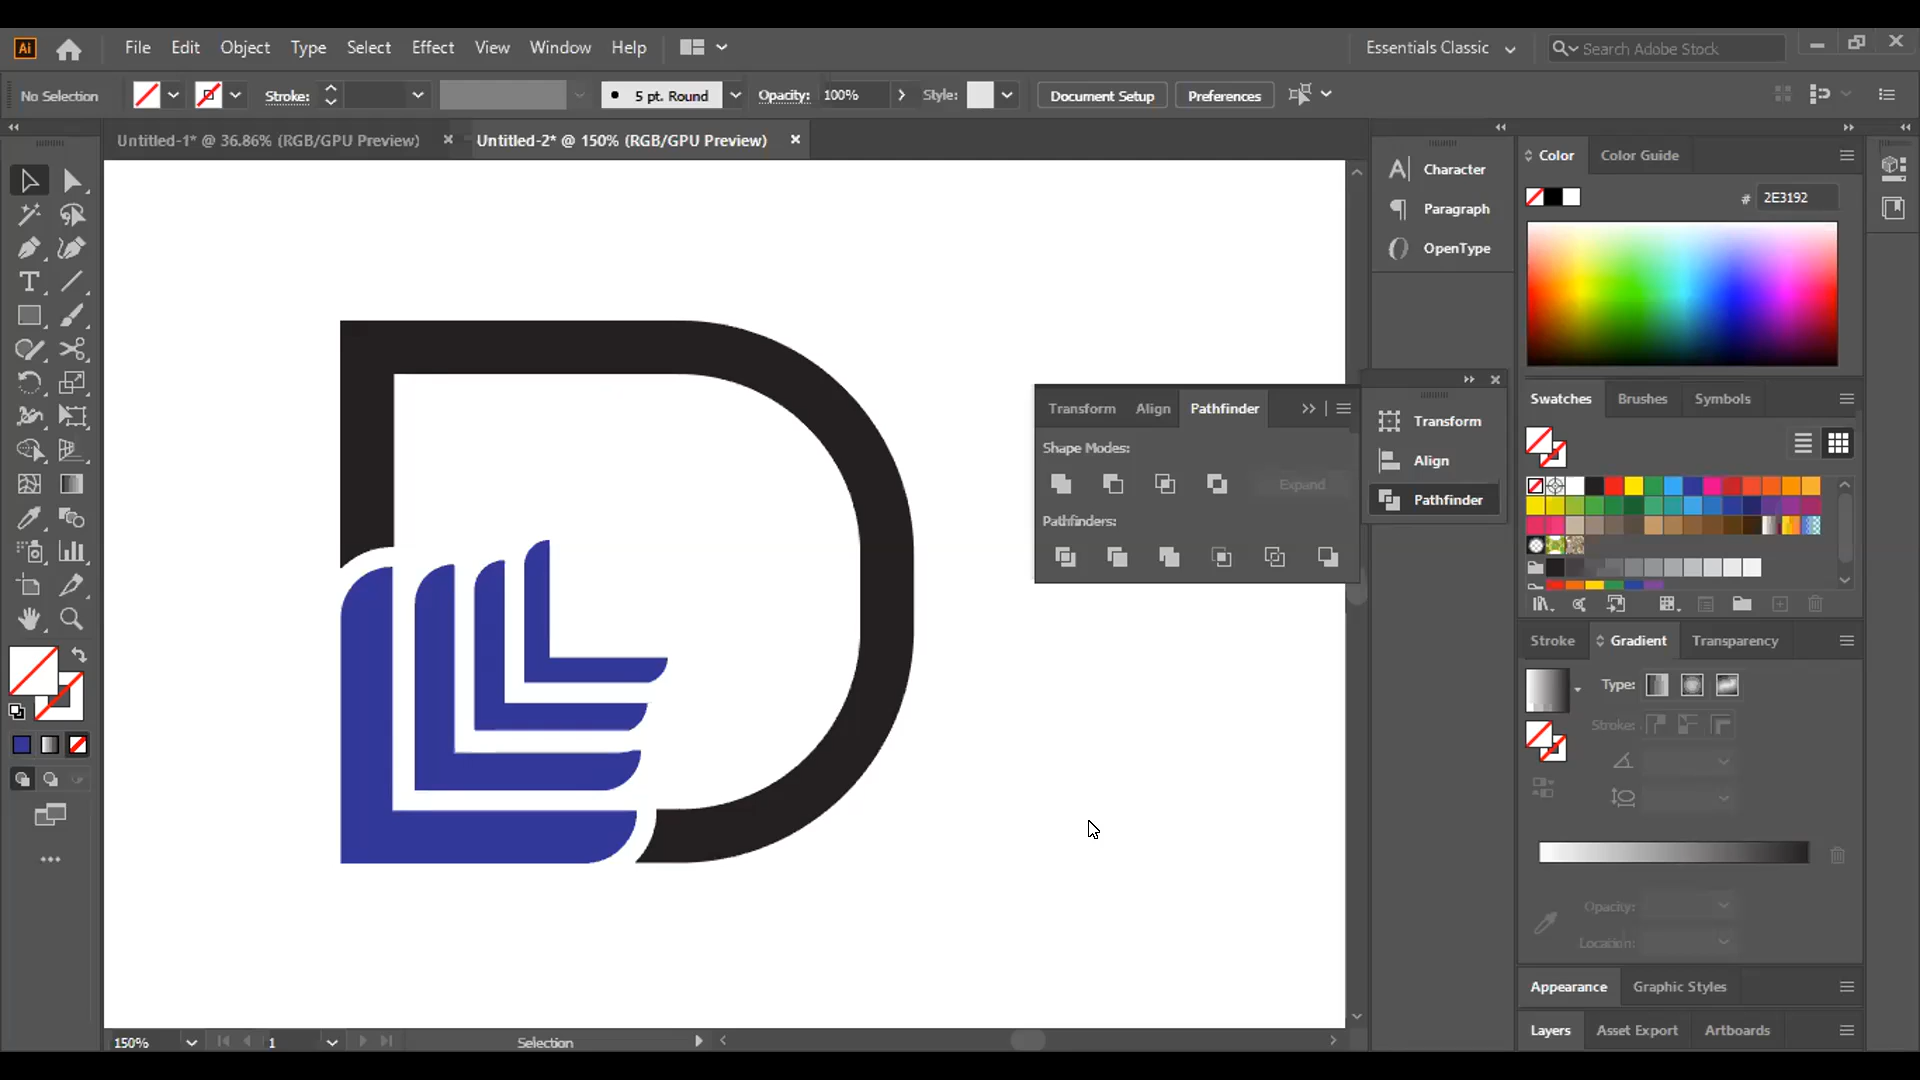 Ai File Edit Object Type Select Effect View Window Help Essentials Classic Search Adobe Stock
No Selection Stroke: 5 pt. Round Opacity: 100% Style: Document Setup Preferences
Untitled-1* @ 36.86% (RGB/GPU Preview) Untitled-2* @ 150% (RGB/GPU Preview)
Character
Paragraph
OpenType
Color Color Guide
# 2E3192
Transform Align Pathfinder
Shape Modes:
Expand
Pathfinders:
Transform
Align
Pathfinder
Swatches Brushes Symbols
Stroke Gradient Transparency
Type:
Stroke:
Opacity:
Location:
Appearance Graphic Styles
Layers Asset Export Artboards
150% 1 Selection